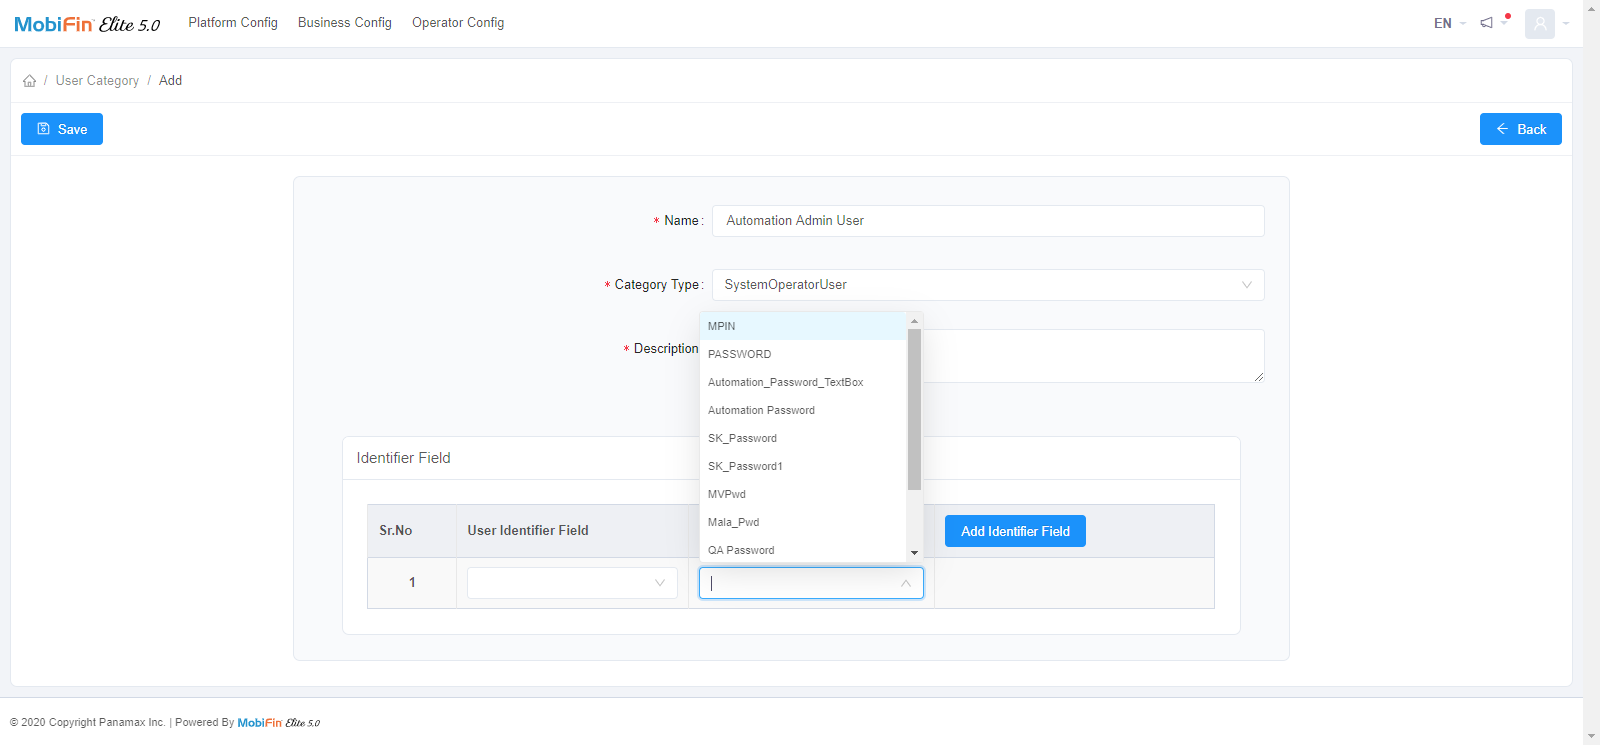 MobiFin Elite 5.0 Platform Config Business Config Operator Config EN
/ User Category / Add
Save Back
* Name : Automation Admin User
* Category Type : SystemOperatorUser
MPIN
* Description
PASSWORD
Automation_Password_TextBox
Automation Password
SK_Password
Identifier Field
SK_Password1
MVPwd
Mala_Pwd
Sr.No User Identifier Field Add Identifier Field
QA Password
1
© 2020 Copyright Panamax Inc. | Powered By MobiFin Elite 5.0